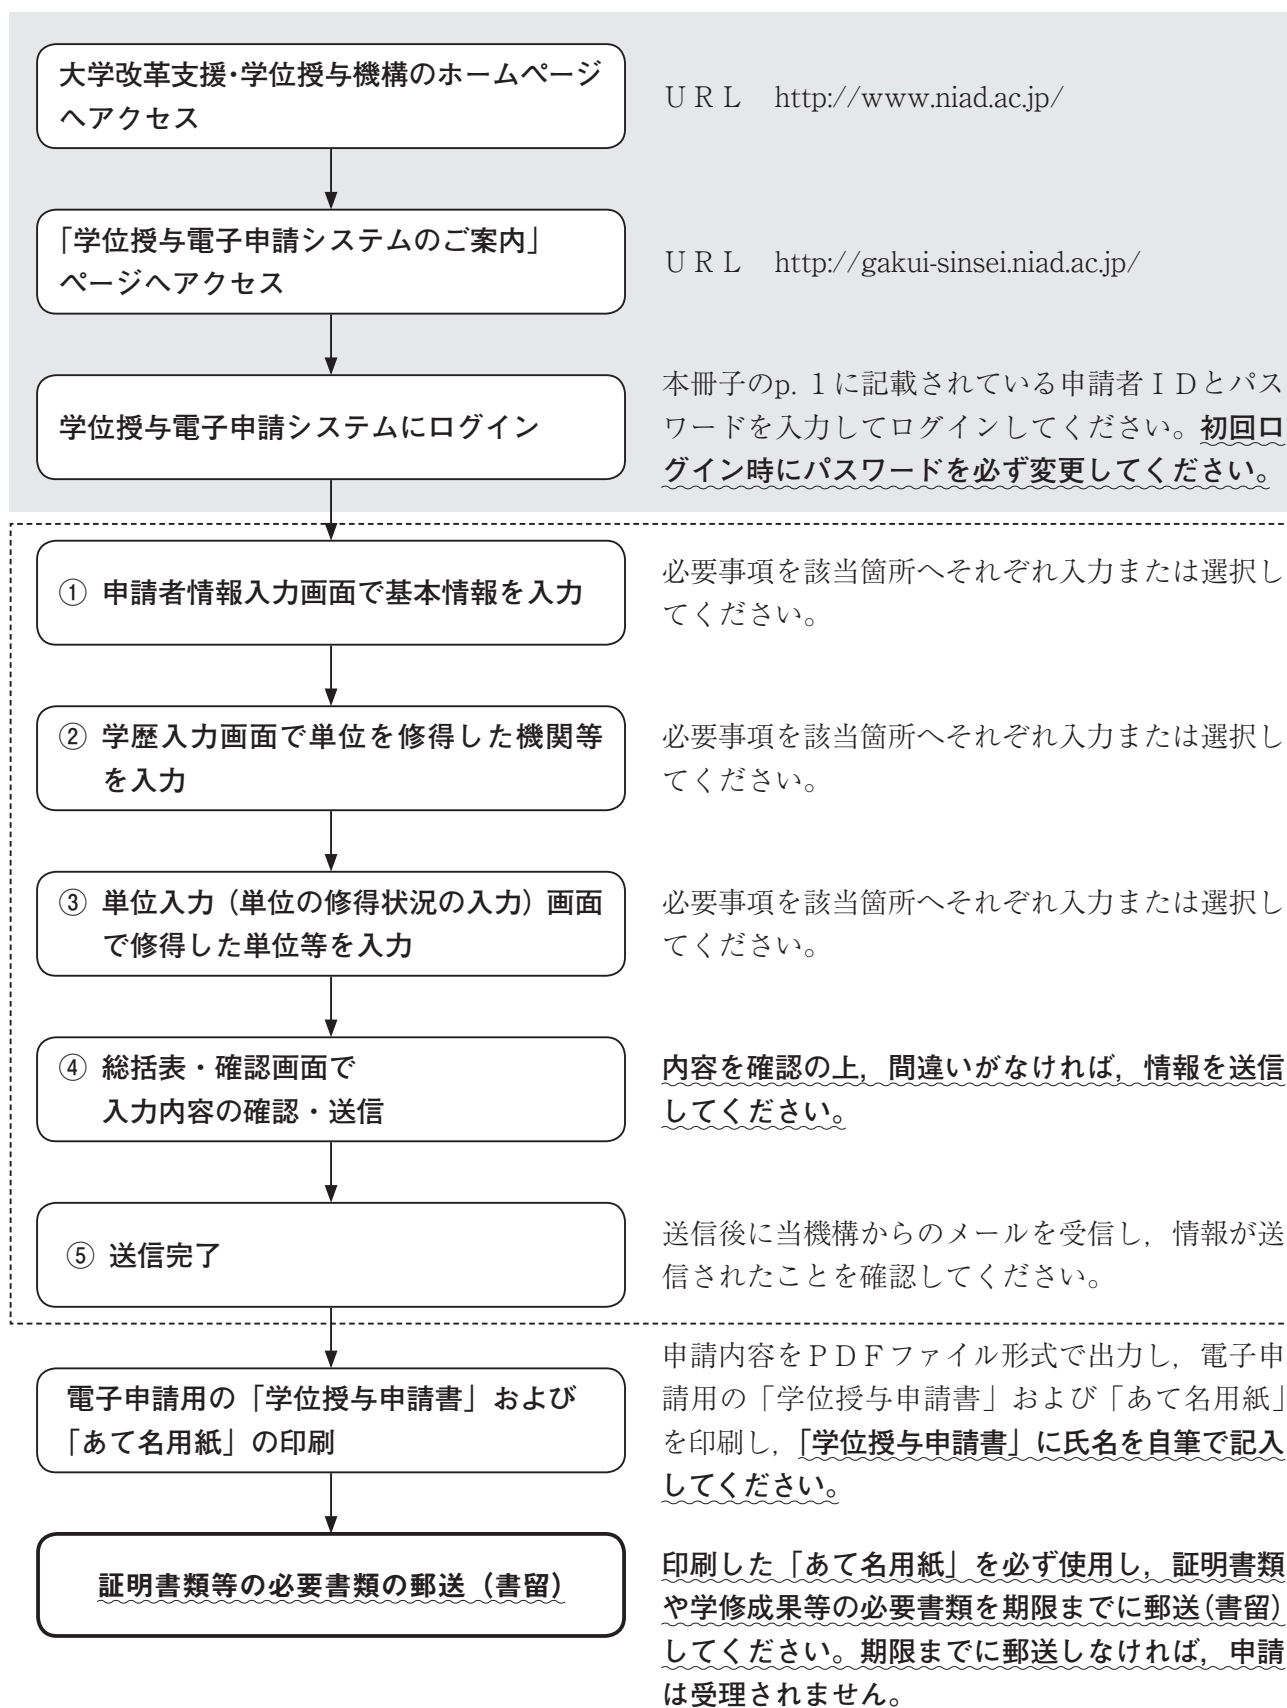 大学改革支援・学位授与機構のホームページ
へアクセス
ＵＲＬ　http://www.niad.ac.jp/
「学位授与電子申請システムのご案内」
ページへアクセス
ＵＲＬ　http://gakui-sinsei.niad.ac.jp/
学位授与電子申請システムにログイン
本冊子のp. 1に記載されている申請者ＩＤとパス
ワードを入力してログインしてください。初回ロ
グイン時にパスワードを必ず変更してください。
① 申請者情報入力画面で基本情報を入力
必要事項を該当箇所へそれぞれ入力または選択し
てください。
② 学歴入力画面で単位を修得した機関等
を入力
必要事項を該当箇所へそれぞれ入力または選択し
てください。
③ 単位入力（単位の修得状況の入力）画面
で修得した単位等を入力
必要事項を該当箇所へそれぞれ入力または選択し
てください。
④ 総括表・確認画面で
入力内容の確認・送信
内容を確認の上，間違いがなければ，情報を送信
してください。
⑤ 送信完了
送信後に当機構からのメールを受信し，情報が送
信されたことを確認してください。
電子申請用の「学位授与申請書」および
「あて名用紙」の印刷
申請内容をＰＤＦファイル形式で出力し，電子申
請用の「学位授与申請書」および「あて名用紙」
を印刷し，「学位授与申請書」に氏名を自筆で記入
してください。
証明書類等の必要書類の郵送（書留）
印刷した「あて名用紙」を必ず使用し，証明書類
や学修成果等の必要書類を期限までに郵送(書留)
してください。期限までに郵送しなければ，申請
は受理されません。